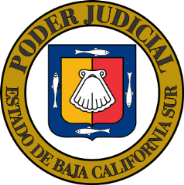 PODER JUDICIAL
ESTADO DE BAJA CALIFORNIA SUR